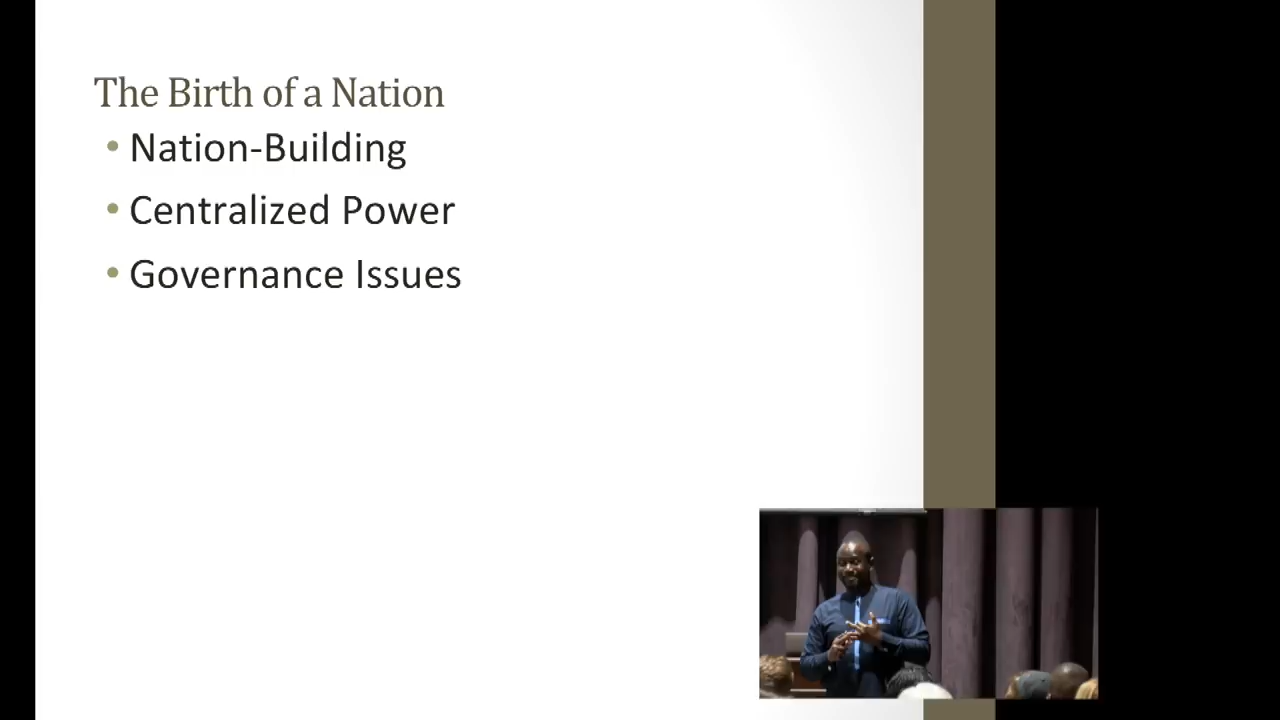 The Birth of a Nation
• Nation-Building
• Centralized Power
• Governance Issues